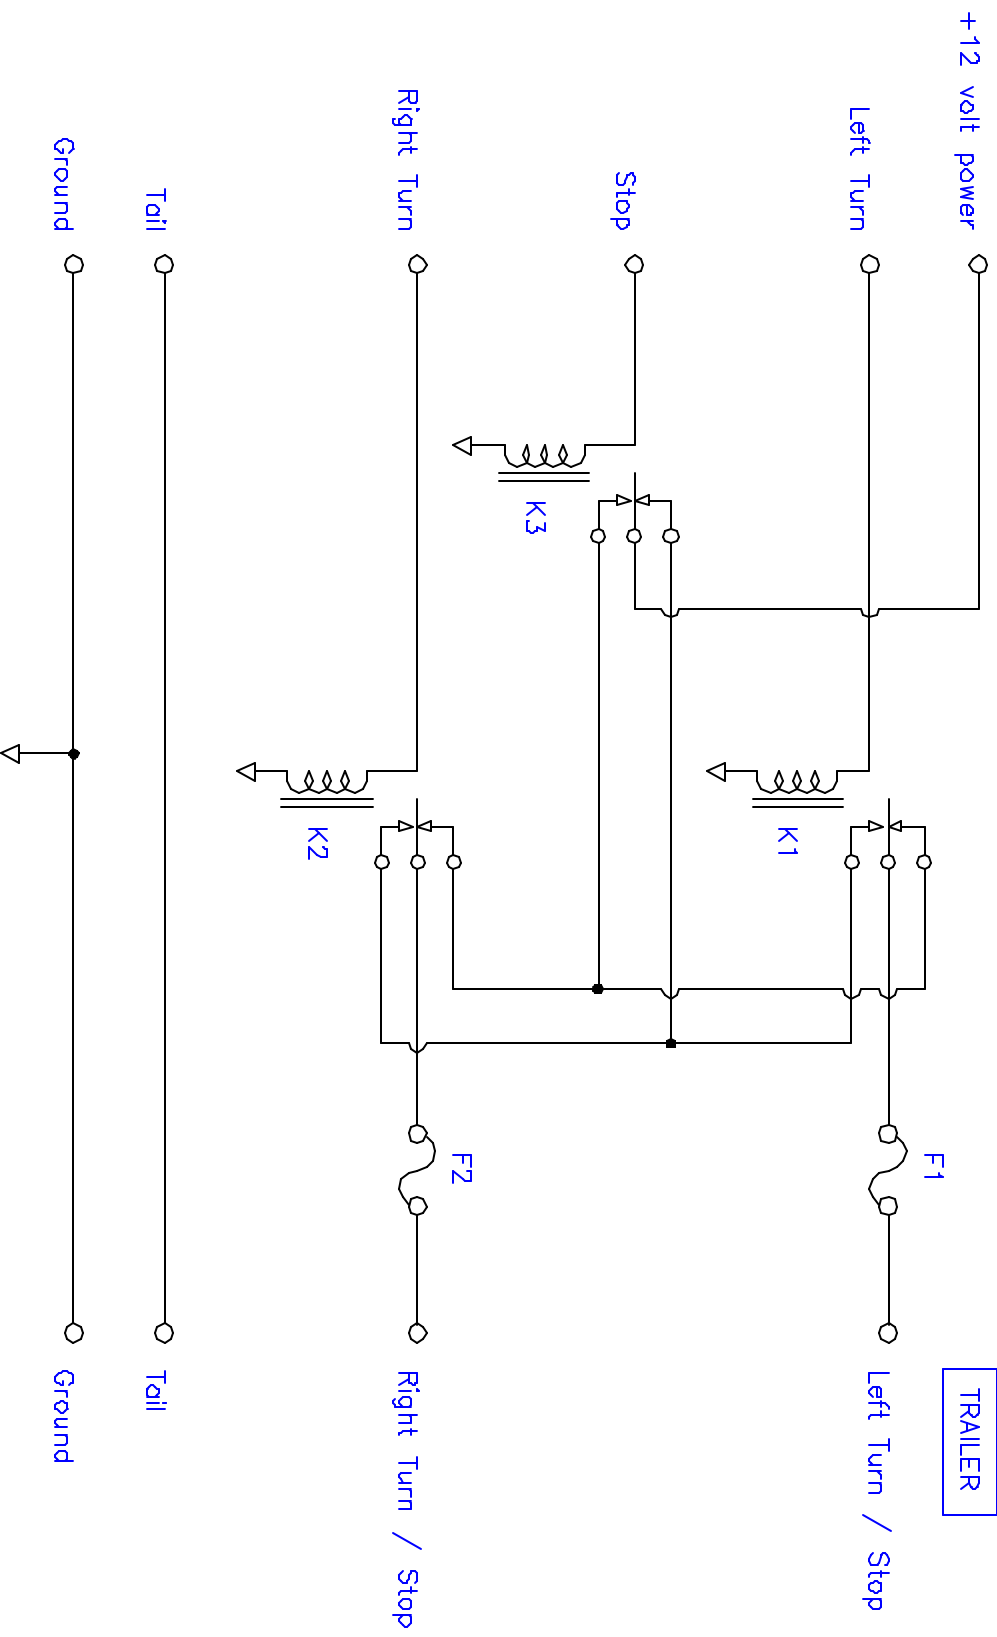 +12 volt power
TRAILER
Left Turn
K1
F1
Left Turn / Stop
Stop
K3
Right Turn
K2
F2
Right Turn / Stop
Tail
Tail
Ground
Ground